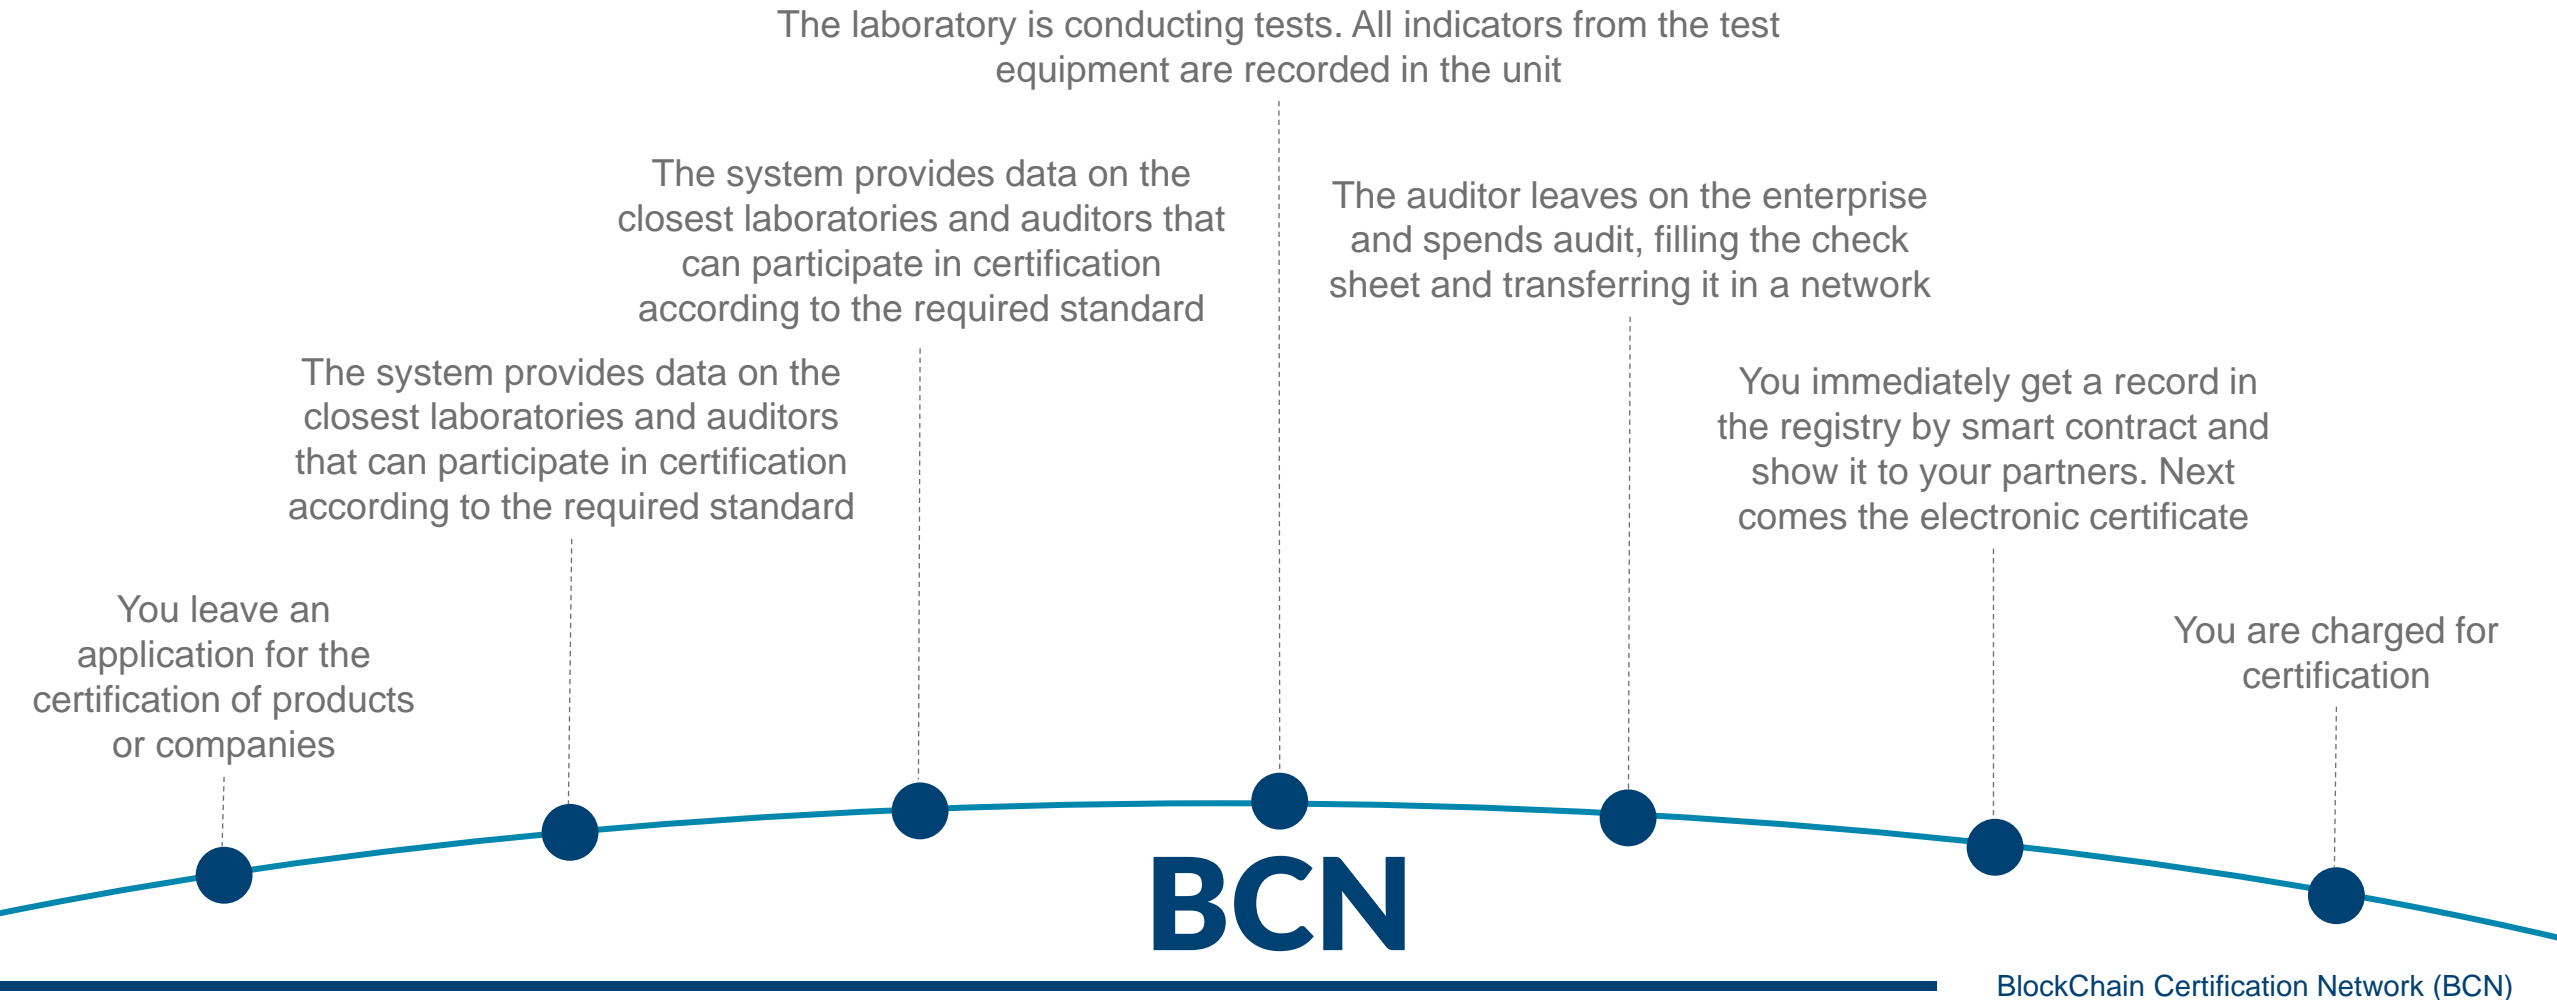 You leave an
application for the
certification of products
or companies
The system provides data on the
closest laboratories and auditors
that can participate in certification
according to the required standard
The system provides data on the
closest laboratories and auditors that
can participate in certification
according to the required standard
The laboratory is conducting tests. All indicators from the test
equipment are recorded in the unit
The auditor leaves on the enterprise
and spends audit, filling the check
sheet and transferring it in a network
You immediately get a record in
the registry by smart contract and
show it to your partners. Next
comes the electronic certificate
You are charged for
certification
BCN
BlockChain Certification Network (BCN)